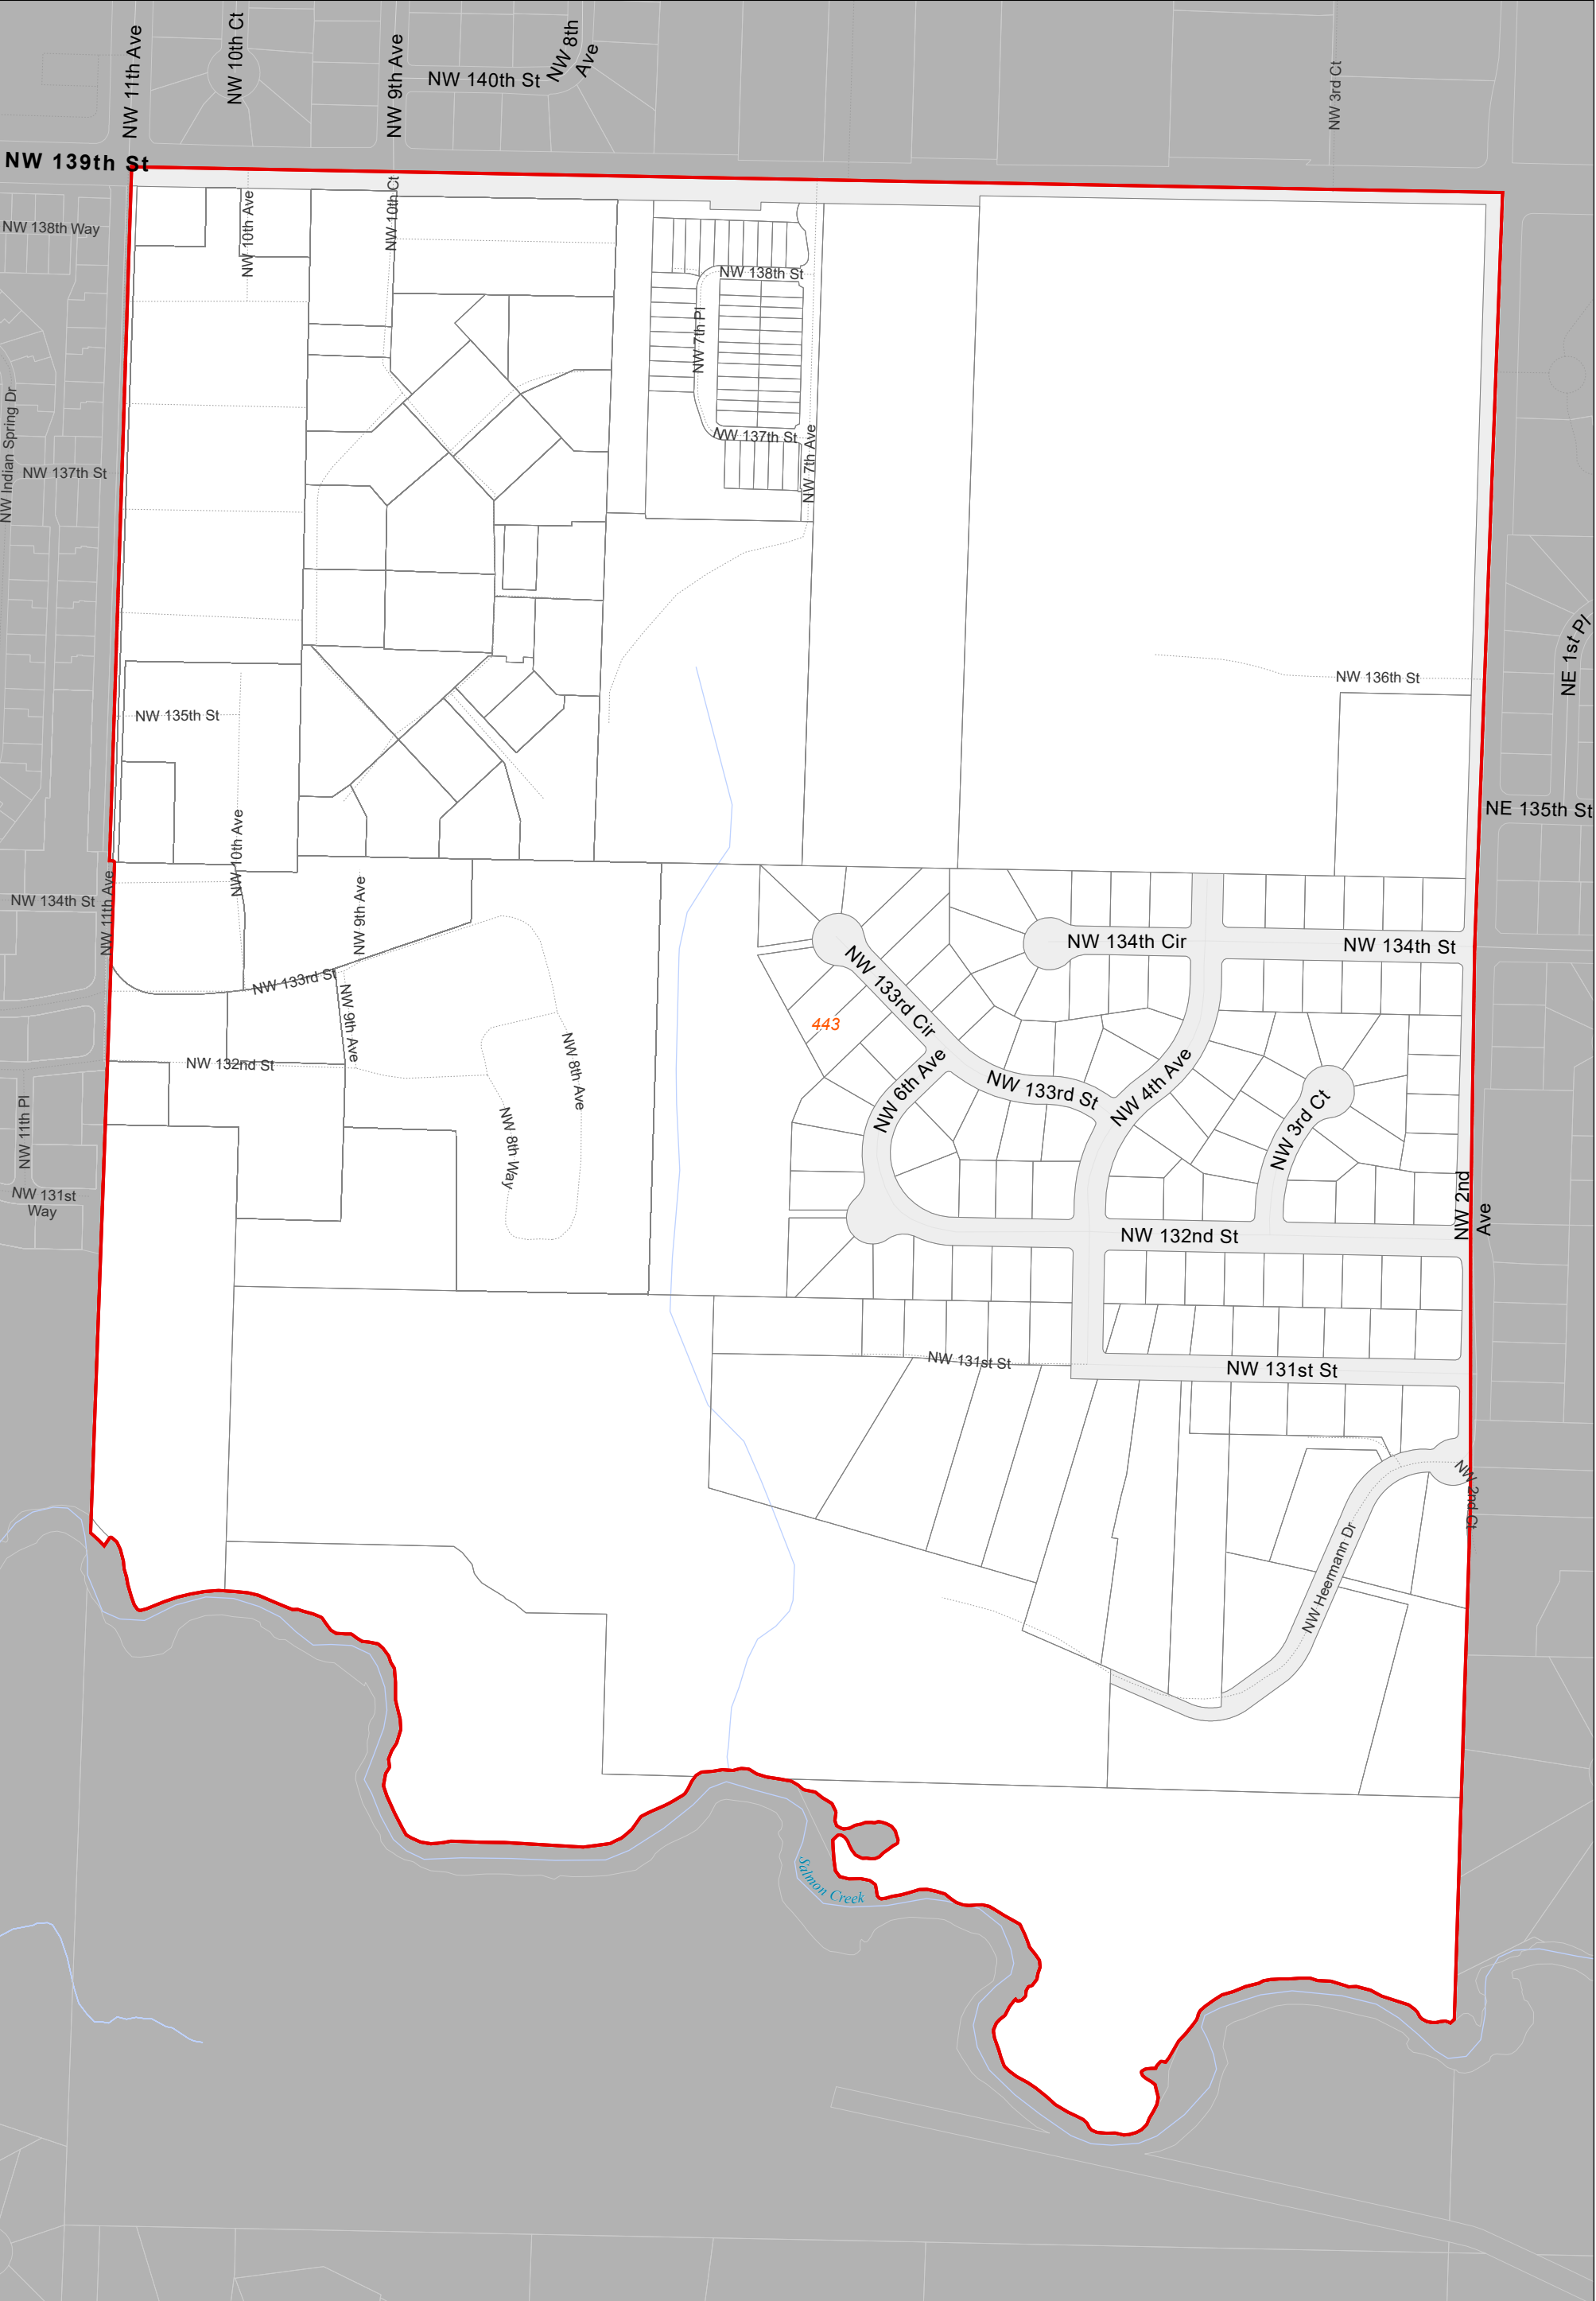 NW 11th Ave
NW 10th Ct
NW 9th Ave
NW 140th St
NW 8th
Ave
NW 3rd Ct
NW 139th St
NW 138th Way
NW 10th Ave
NW 10th Ct
NW 138th St
NW 7th Pl
NW 137th St
NW 7th Ave
NW Indian Spring Dr
NW 137th St
NE 1st Pl
NW 136th St
NW 135th St
NE 135th St
NW 10th Ave
NW 134th St
NW 11th Ave
NW 9th Ave
NW 134th Cir
NW 134th St
NW 133rd Cir
NW 133rd St
443
NW 9th Ave
NW 132nd St
NW 8th Ave
NW 8th Way
NW 6th Ave
NW 133rd St
NW 4th Ave
NW 3rd Ct
NW 11th Pl
NW 131st
Way
NW 2nd
Ave
NW 132nd St
NW 131st St
NW 131st St
NW 2nd Ct
NW Heermann Dr
Salmon Creek